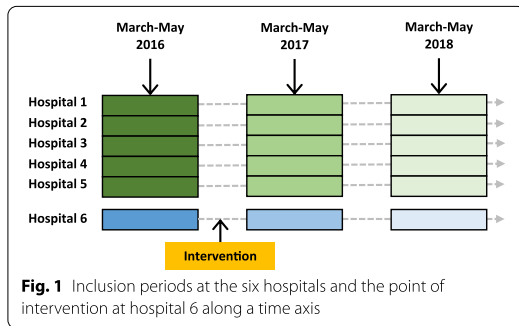 March-May March-May March-May
2016 2017 2018
Hospital 1
Hospital 2
Hospital 3
Hospital 4
Hospital 5
Hospital 6
Intervention
Fig. 1 Inclusion periods at the six hospitals and the point of
intervention at hospital 6 along a time axis